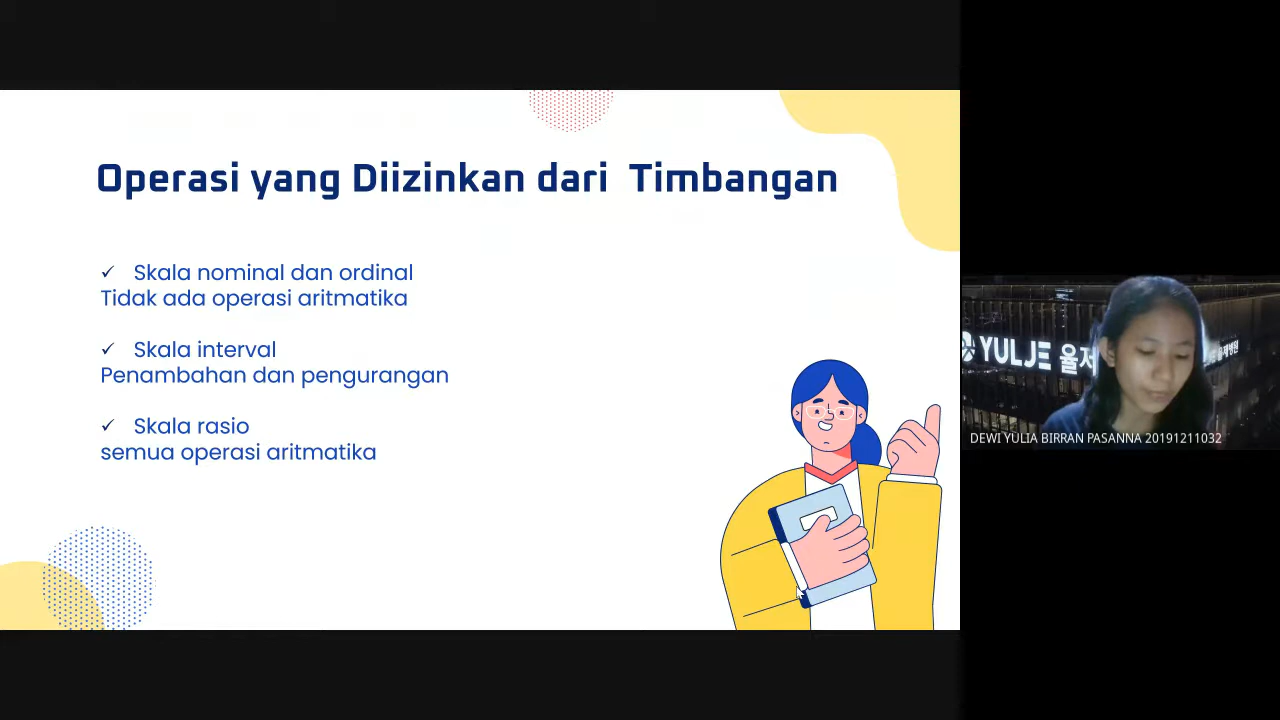 Operasi yang Diizinkan dari Timbangan
✓ Skala nominal dan ordinal
Tidak ada operasi aritmatika
✓ Skala interval
Penambahan dan pengurangan
✓ Skala rasio
semua operasi aritmatika
YULJE 율저
DEWI YULIA BIRRAN PASANNA 20191211032